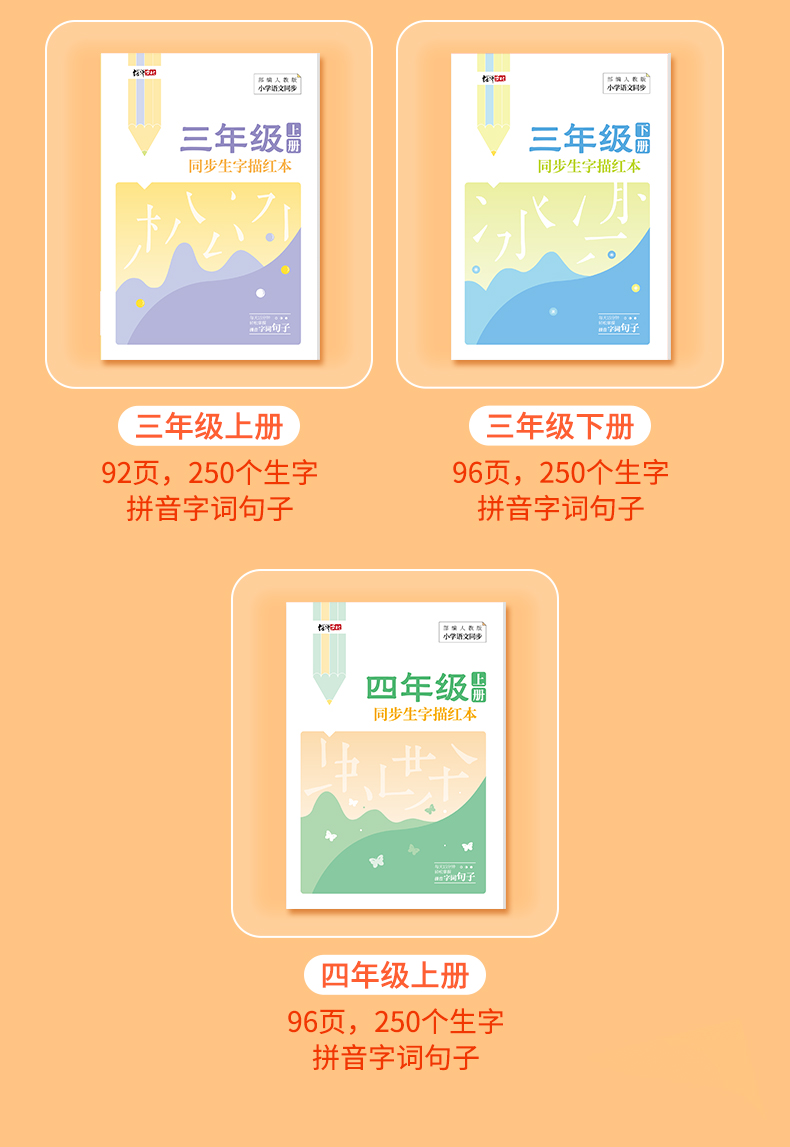 部编人教版
小学语文同步
三年级 上册
同步生字描红本
字词句子
部编人教版
小学语文同步
三年级 下册
同步生字描红本
字词句子
三年级上册
92页，250个生字
拼音字词句子
三年级下册
96页，250个生字
拼音字词句子
部编人教版
小学语文同步
四年级 上册
同步生字描红本
字词句子
四年级上册
96页，250个生字
拼音字词句子